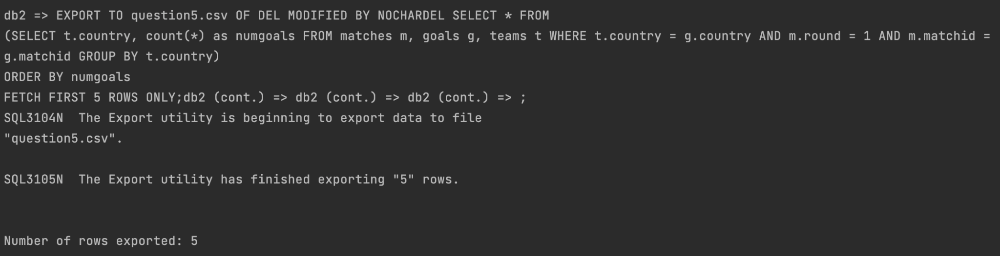 db2 => EXPORT TO question5.csv OF DEL MODIFIED BY NOCHARDEL SELECT * FROM
(SELECT t.country, count(*) as numgoals FROM matches m, goals g, teams t WHERE t.country = g.country AND m.round = 1 AND m.matchid =
g.matchid GROUP BY t.country)
ORDER BY numgoals
FETCH FIRST 5 ROWS ONLY;db2 (cont.) => db2 (cont.) => db2 (cont.) => ;
SQL3104N  The Export utility is beginning to export data to file
"question5.csv".
SQL3105N  The Export utility has finished exporting "5" rows.
Number of rows exported: 5